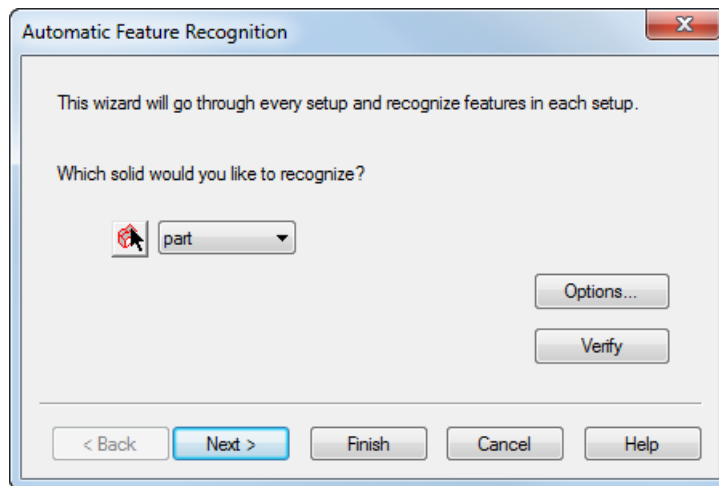 Automatic Feature Recognition
This wizard will go through every setup and recognize features in each setup.
Which solid would you like to recognize?
part
Options...
Verify
< Back Next > Finish Cancel Help